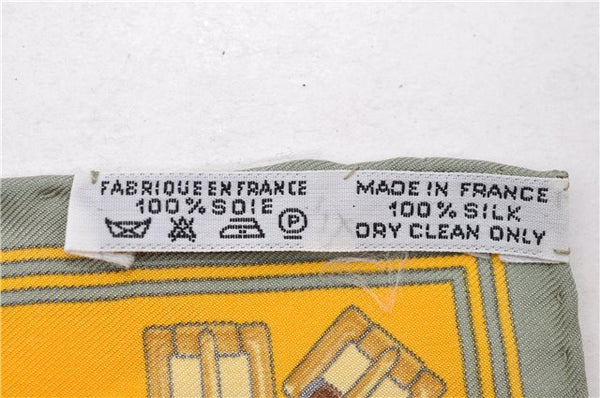 FABRIQUE EN FRANCE
100% SOIE
P
MADE IN FRANCE
100% SILK
DRY CLEAN ONLY